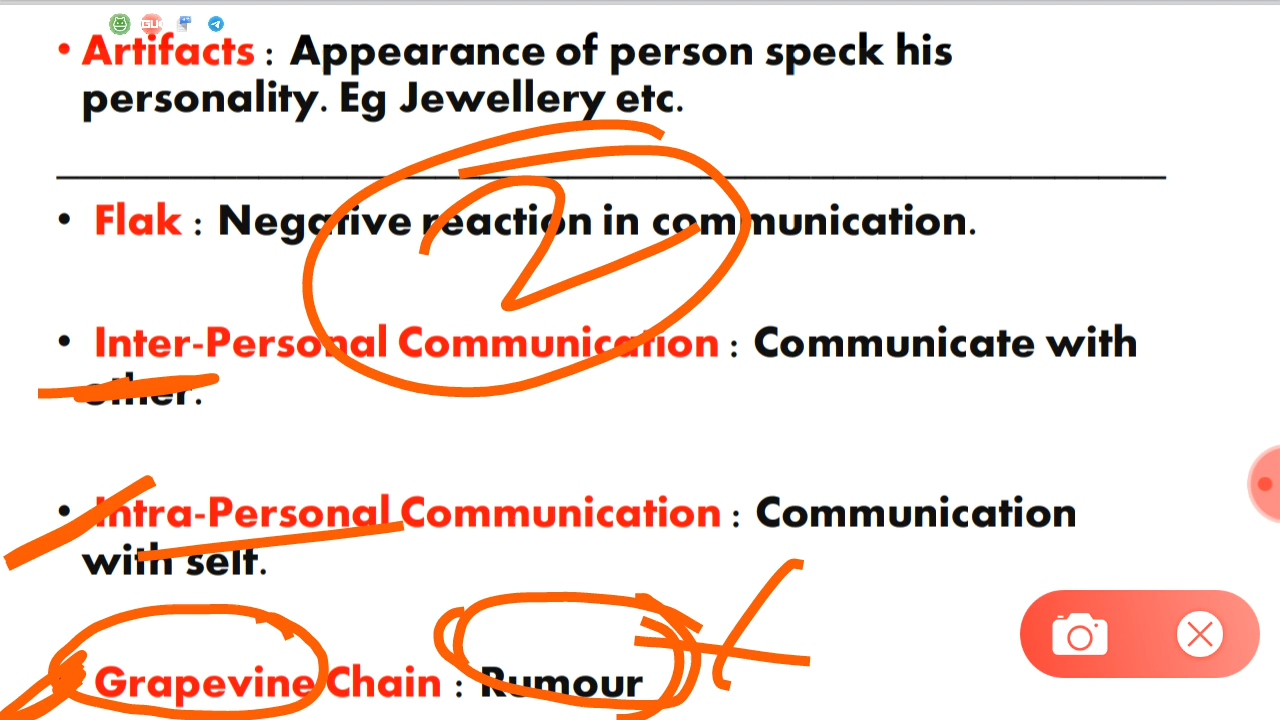 • Artifacts : Appearance of person speck his
personality. Eg Jewellery etc.
• Flak : Negative reaction in communication.
2
• Inter-Personal Communication : Communicate with
other.
• Intra-Personal Communication : Communication
with self.
Grapevine Chain : Rumour